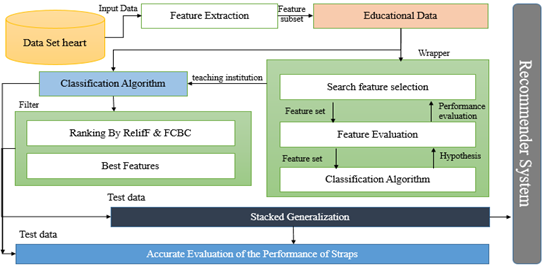 Input Data
Feature Extraction
Feature
subset
Educational Data
Data Set heart
Wrapper
Classification Algorithm
teaching institution
Search feature selection
Filter
Feature set
Performance
evaluation
Ranking By RelifF & FCBC
Feature Evaluation
Feature set
Hypothesis
Best Features
Classification Algorithm
Test data
Stacked Generalization
Test data
Accurate Evaluation of the Performance of Straps
Recommender System